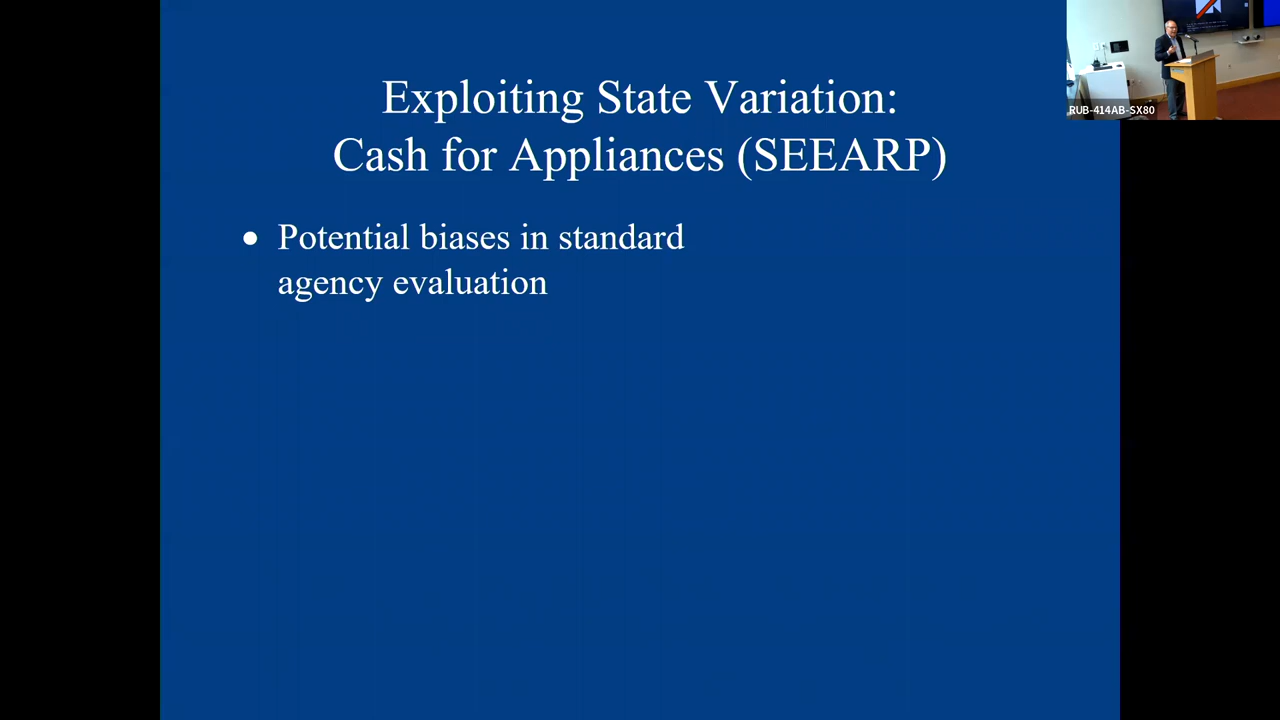 Exploiting State Variation:
Cash for Appliances (SEEARP)
• Potential biases in standard
agency evaluation
RUB-414AB-SX80